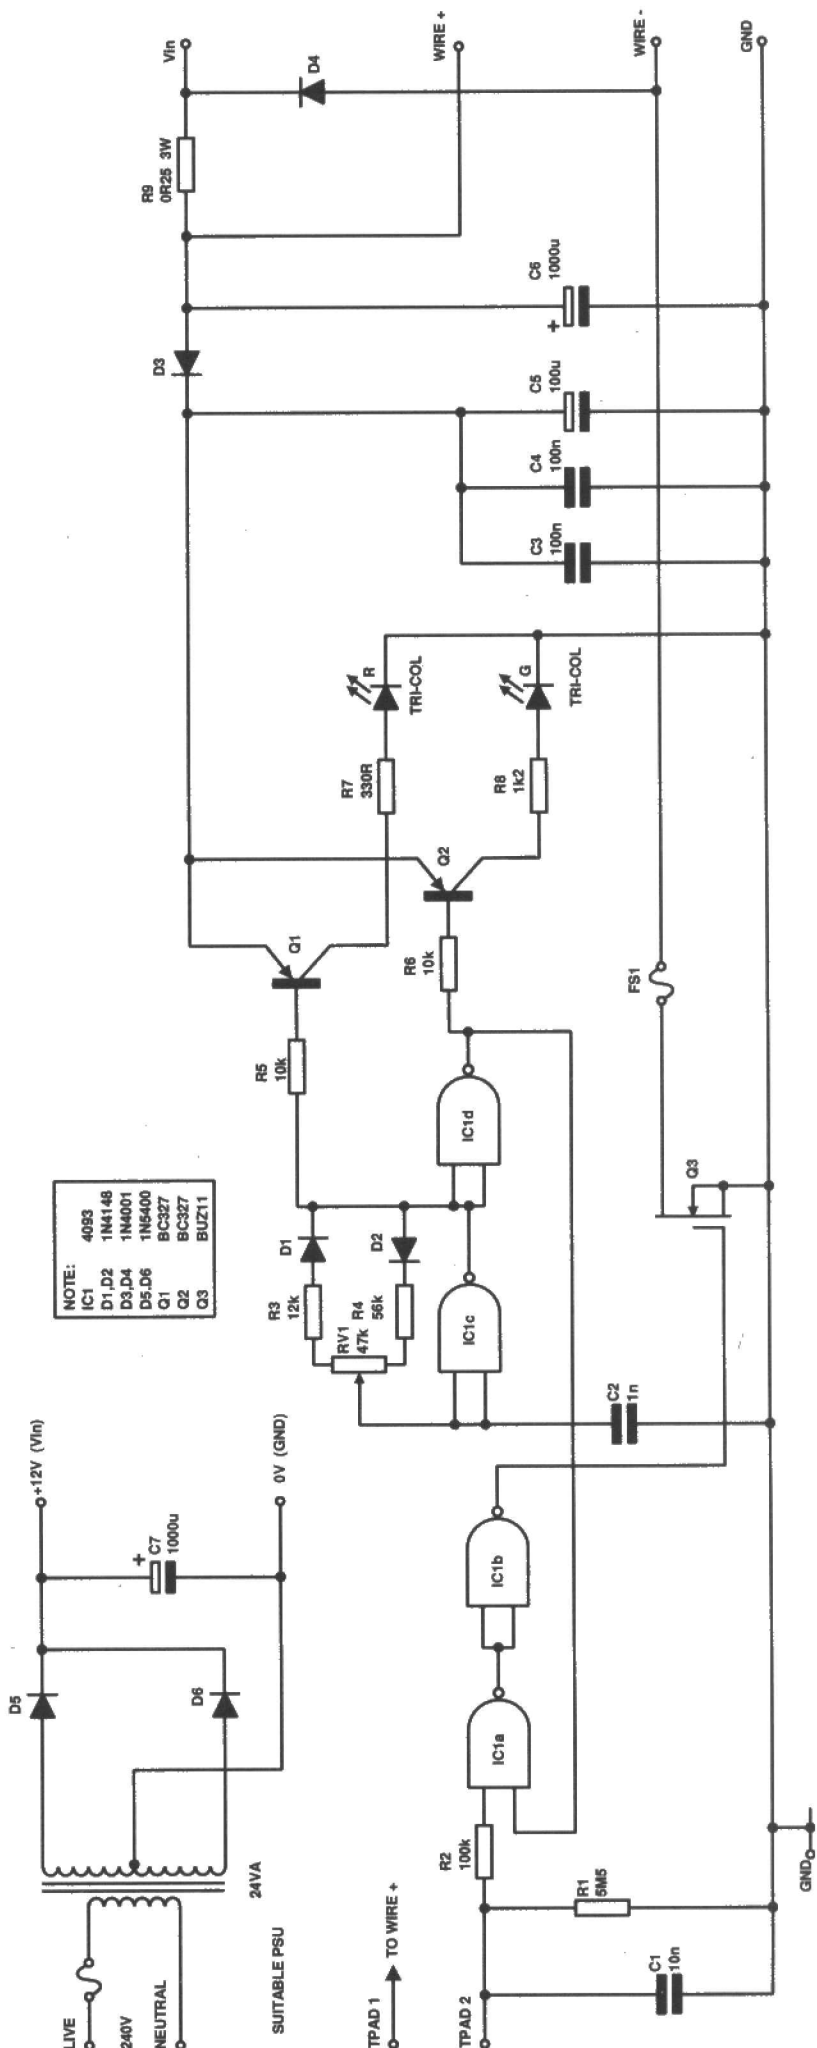 LIVE
240V
NEUTRAL
SUITABLE PSU
24VA
D5
D6
+
C7
1000u
+12V (Vin)
0V (GND)
NOTE:
IC1 4093
D1,D2 1N4148
D3,D4 1N4001
D5.D6 1N5400
Q1 BC327
Q2 BC327
Q3 BUZ11
TPAD 1
TO WIRE +
TPAD 2
C1
10n
R1
5M5
R2
100k
IC1a
IC1b
GND
C2
1n
RV1
47k
R3
12k
R4
56k
D1
D2
IC1c
IC1d
R5
10k
R6
10k
Q1
Q2
Q3
FS1
R7
330R
R8
1k2
R
TRI-COL
G
TRI-COL
C3
100n
C4
100n
C5
100u
+
C6
1000u
D3
R9
0R25 3W
D4
Vin
WIRE +
WIRE -
GND